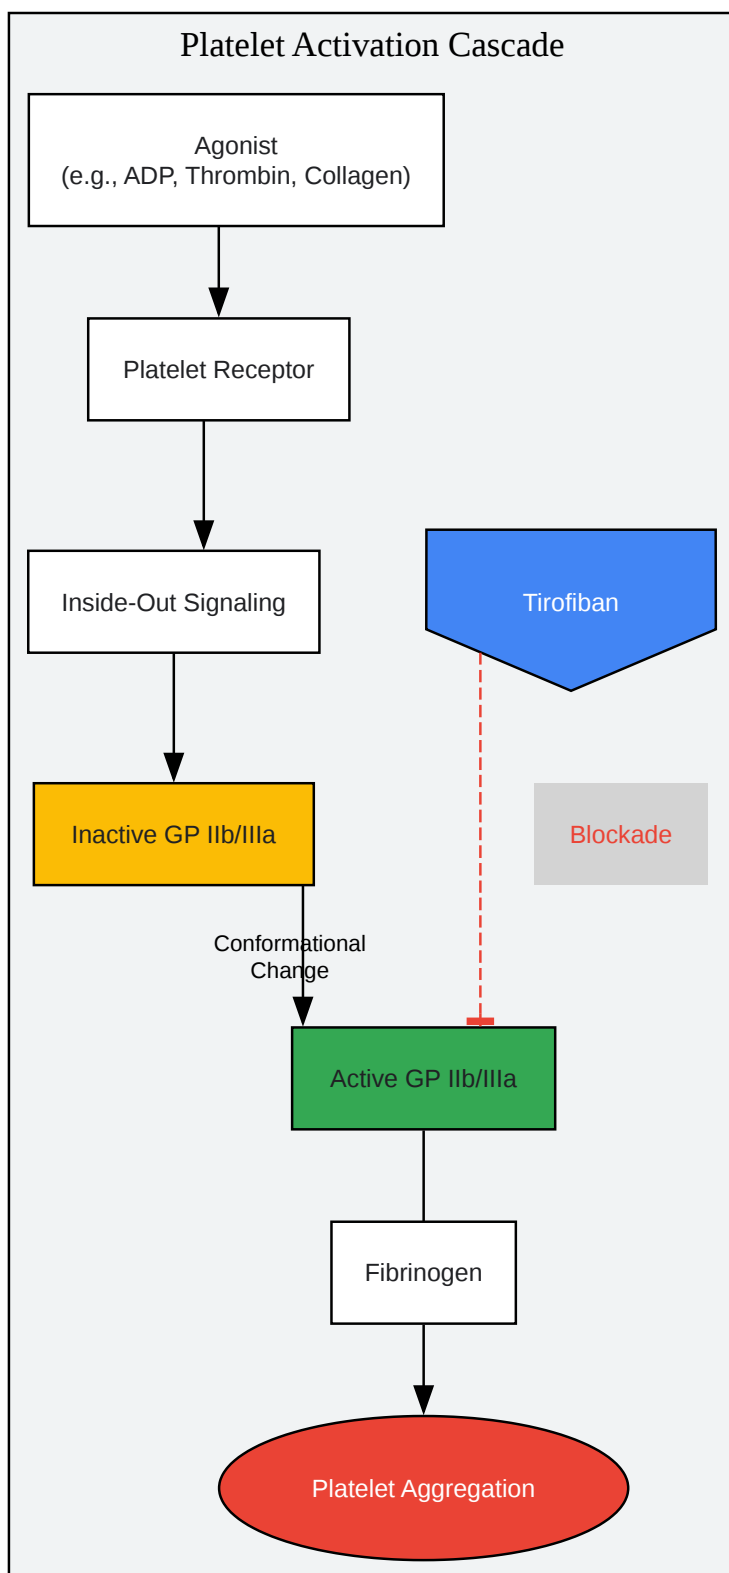 Platelet Activation Cascade
Agonist
(e.g., ADP, Thrombin, Collagen)
Platelet Receptor
Inside-Out Signaling
Tirofiban
Inactive GP IIb/IIIa
Blockade
Conformational
Change
Active GP IIb/IIIa
Fibrinogen
Platelet Aggregation